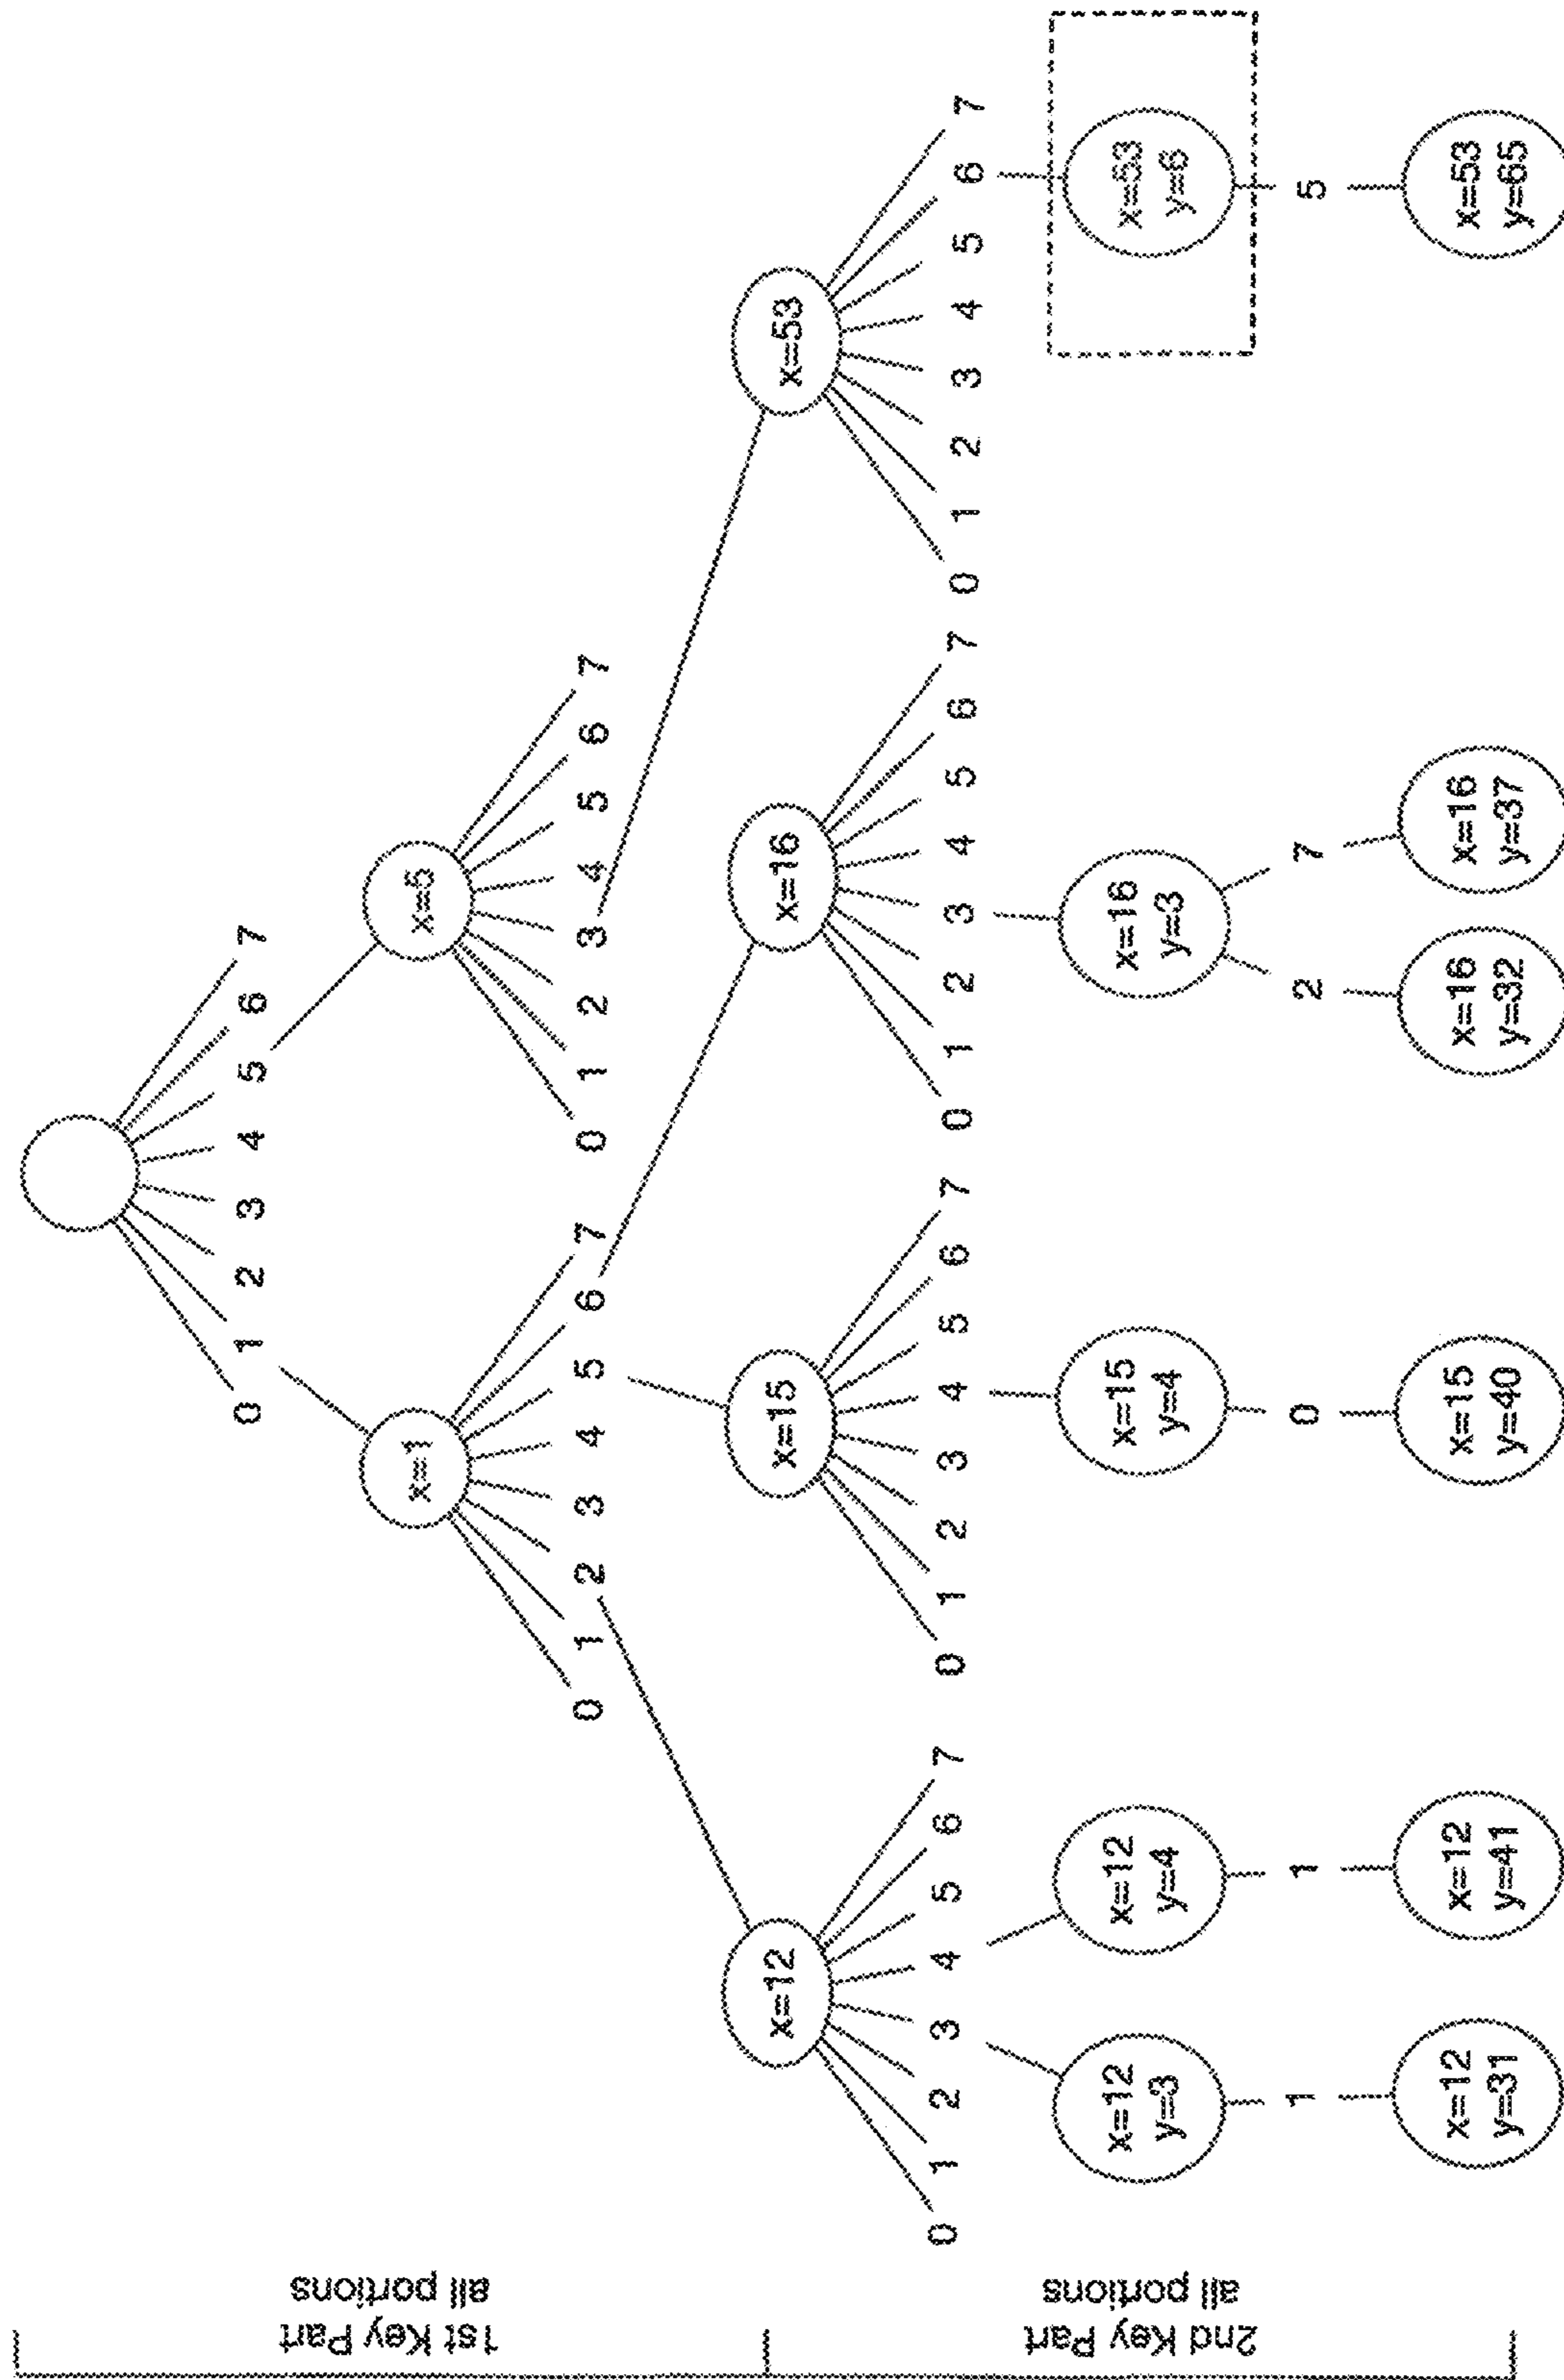 0 1 2 3 4 5 6 7
x=1
x=5
0 1 2 3 4 5 6 7
0 1 2 3 4 5 6 7
x=12
x=15
x=16
x=53
0 1 2 3 4 5 6 7
0 1 2 3 4 5 6 7
0 1 2 3 4 5 6 7
0 1 2 3 4 5 6 7
x=12
y=3
x=12
y=4
x=15
y=4
x=16
y=3
x=53
y=6
1
1
0
2
7
5
x=12
y=31
x=12
y=41
x=15
y=40
x=16
y=32
x=16
y=37
x=53
y=65
1st Key Part
all portions
2nd Key Part
all portions